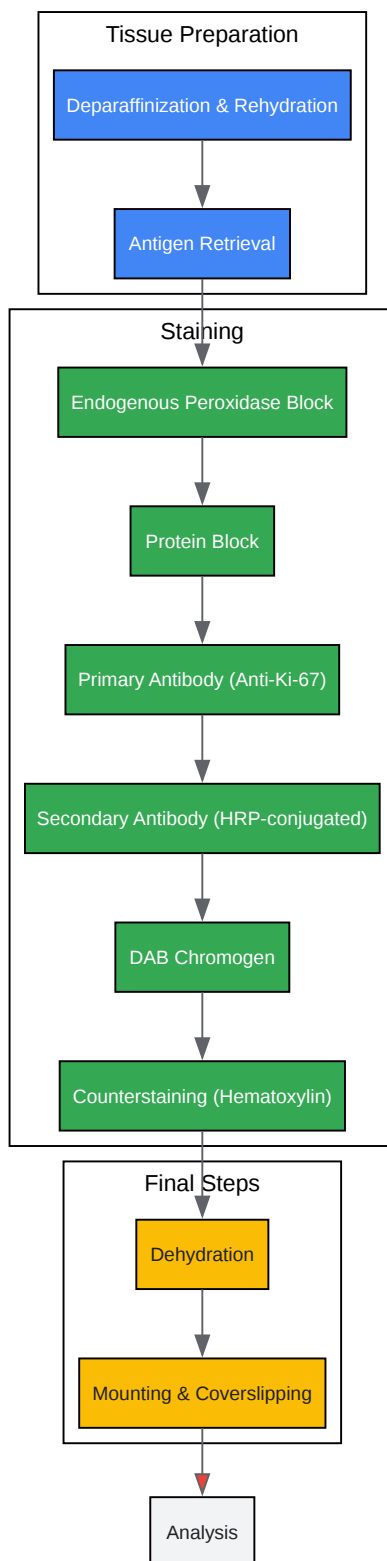 Tissue Preparation
Deparaffinization & Rehydration
Antigen Retrieval
Staining
Endogenous Peroxidase Block
Protein Block
Primary Antibody (Anti-Ki-67)
Secondary Antibody (HRP-conjugated)
DAB Chromogen
Counterstaining (Hematoxylin)
Final Steps
Dehydration
Mounting & Coverslipping
Analysis